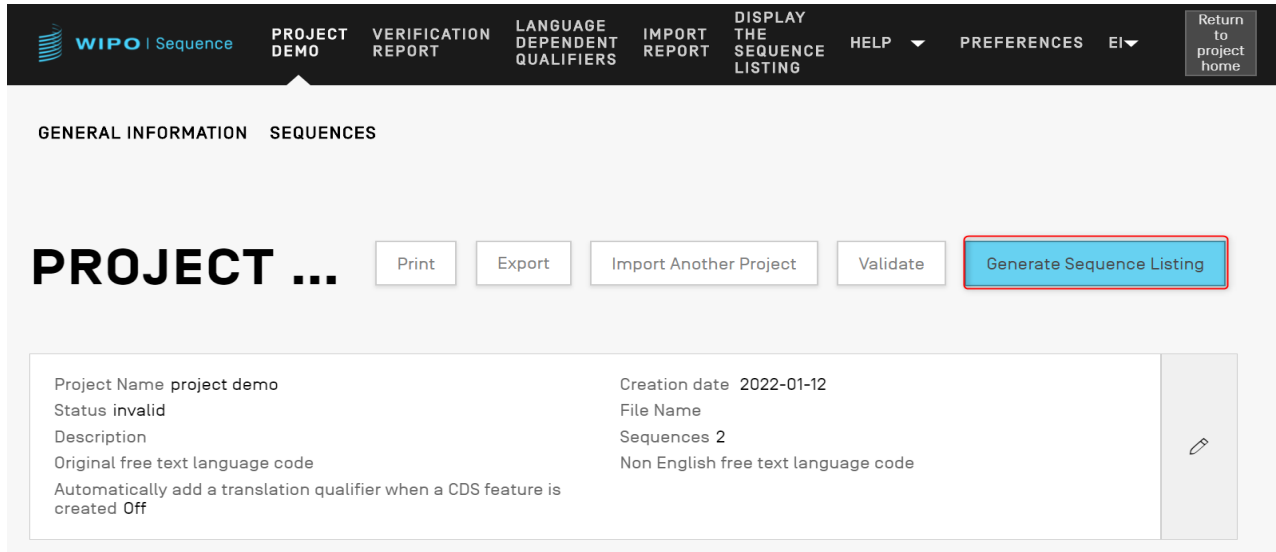 WIPO | Sequence
PROJECT
DEMO
VERIFICATION
REPORT
LANGUAGE
DEPENDENT
QUALIFIERS
IMPORT
REPORT
DISPLAY
THE
SEQUENCE
LISTING
HELP
PREFERENCES
EI
Return
to
project
home
GENERAL INFORMATION SEQUENCES
PROJECT ...
Print
Export
Import Another Project
Validate
Generate Sequence Listing
Project Name project demo
Status invalid
Description
Original free text language code
Automatically add a translation qualifier when a CDS feature is
created Off
Creation date 2022-01-12
File Name
Sequences 2
Non English free text language code